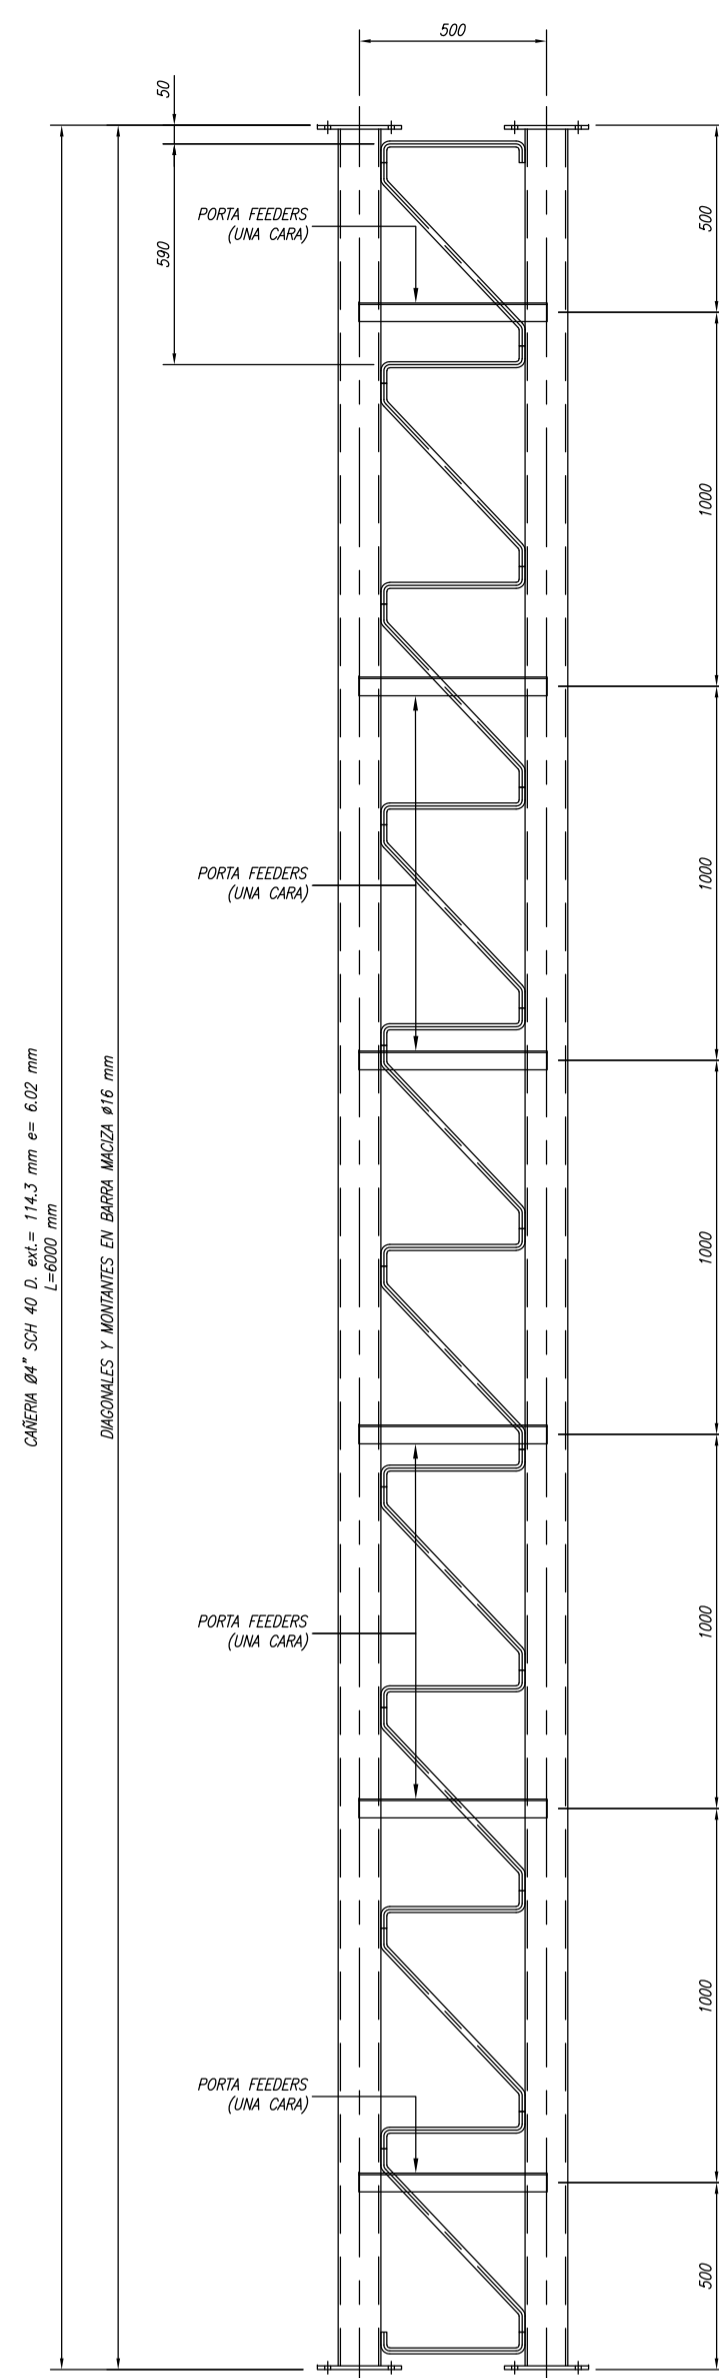 500
50
590
PORTA FEEDERS
(UNA CARA)
500
1000
PORTA FEEDERS
(UNA CARA)
1000
CAÑERIA Ø4" SCH 40 D. ext.= 114.3 mm e= 6.02 mm
L=6000 mm
DIAGONALES Y MONTANTES EN BARRA MACIZA Ø16 mm
1000
PORTA FEEDERS
(UNA CARA)
1000
1000
PORTA FEEDERS
(UNA CARA)
500